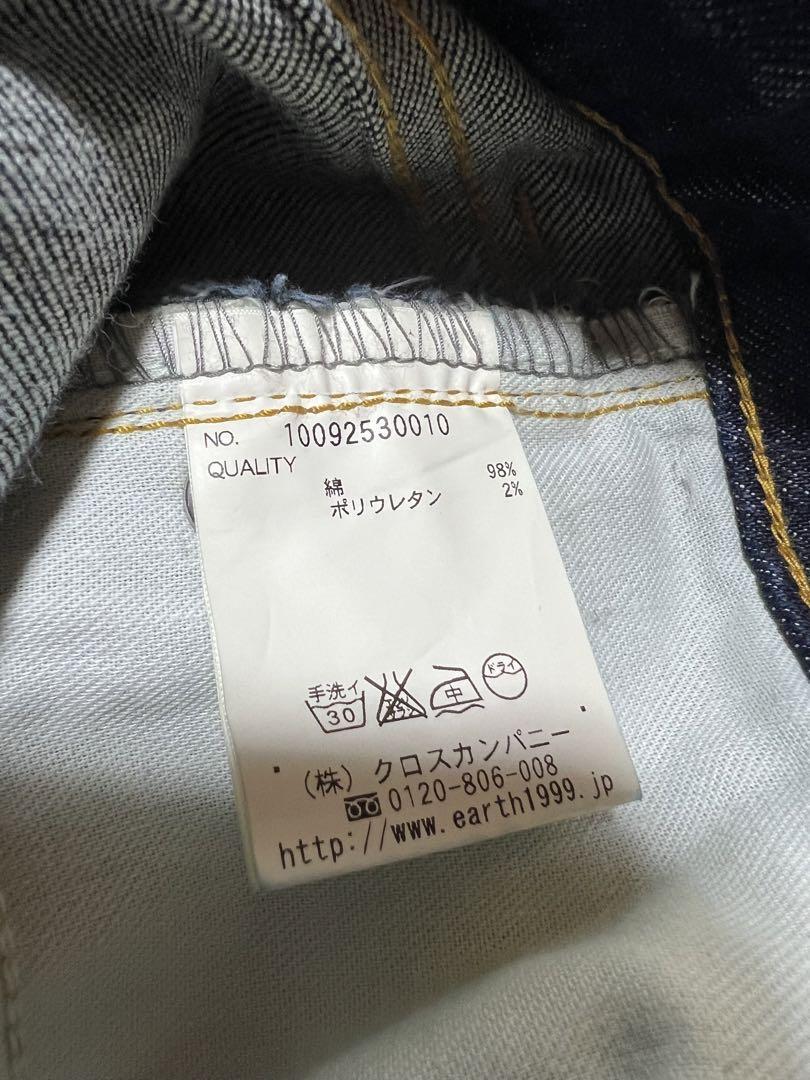 NO. 10092530010
QUALITY
綿 98%
ポリウレタン 2%
手洗イ
30 中 ドライ
(株) クロスカンパニー
0120-806-008
http://www.earth1999.jp